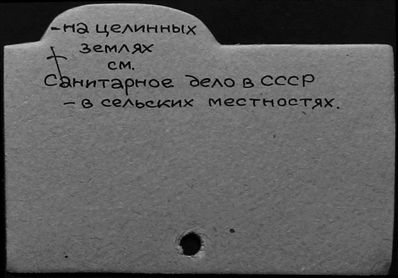 -на целинных
землях
см.
Санитарное дело в СССР
- в сельских местностях.